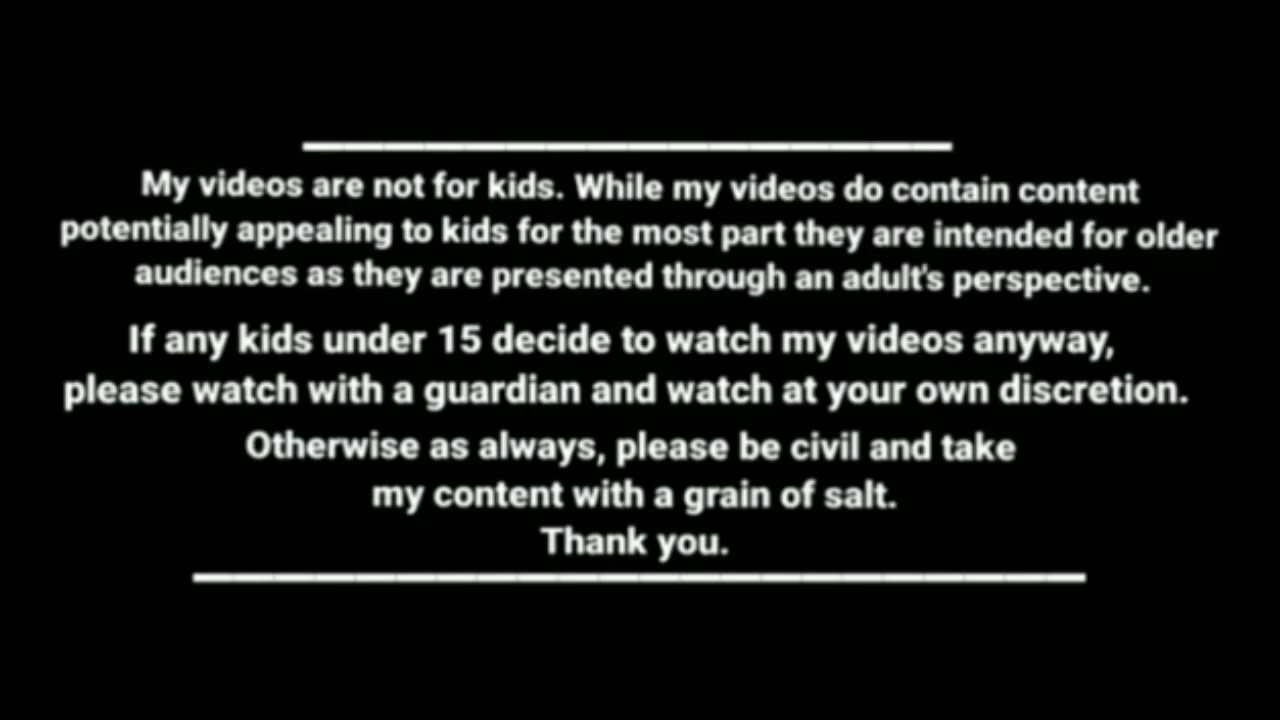 My videos are not for kids. While my videos do contain content
potentially appealing to kids for the most part they are intended for older
audiences as they are presented through an adult's perspective.
If any kids under 15 decide to watch my videos anyway,
please watch with a guardian and watch at your own discretion.
Otherwise as always, please be civil and take
my content with a grain of salt.
Thank you.